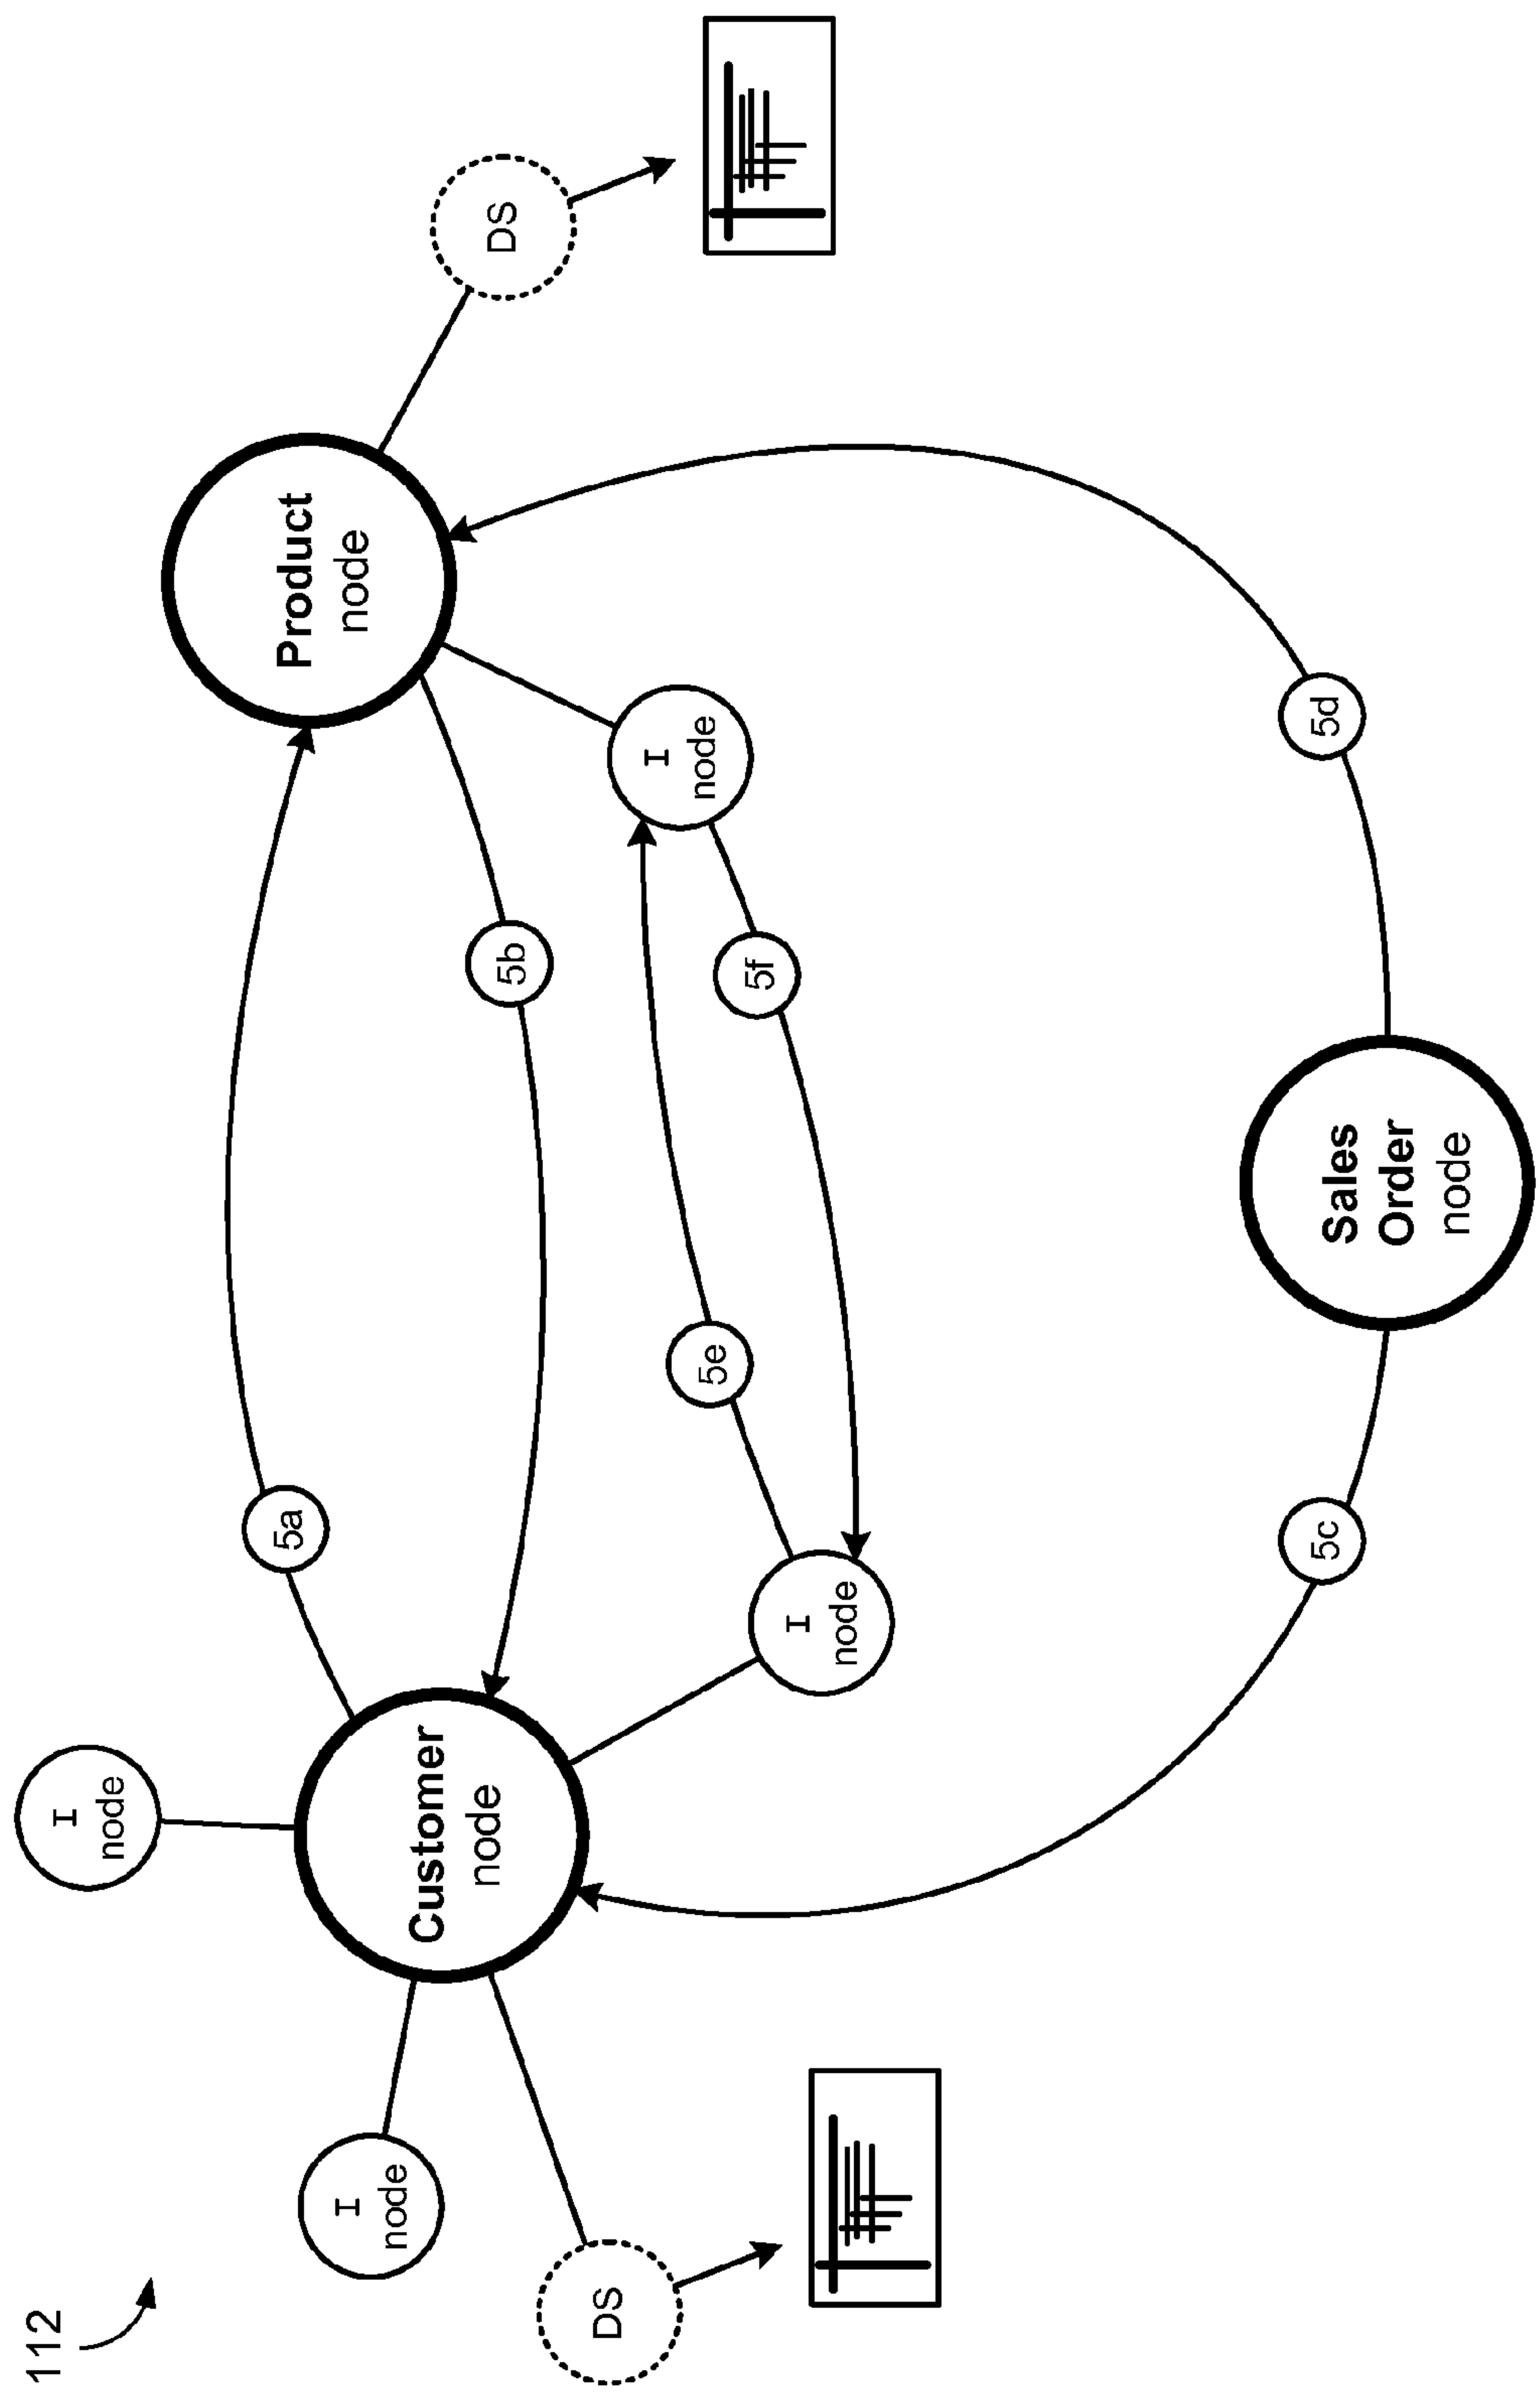 112
I
node
I
node
DS
Customer
node
5a
5b
Product
node
DS
I
node
5e
5f
I
node
5c
Sales
Order
node
5d